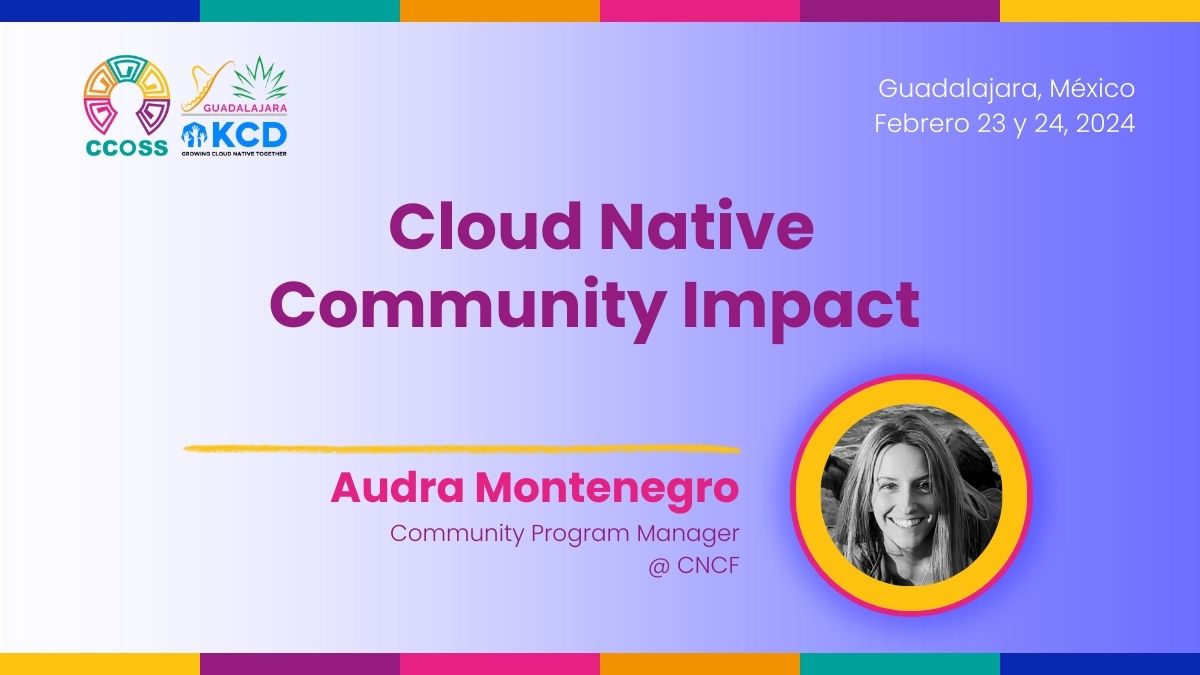 CCOSS
GUADALAJARA
KCD
GROWING CLOUD NATIVE TOGETHER
Guadalajara, México
Febrero 23 y 24, 2024
Cloud Native
Community Impact
Audra Montenegro
Community Program Manager
@ CNCF